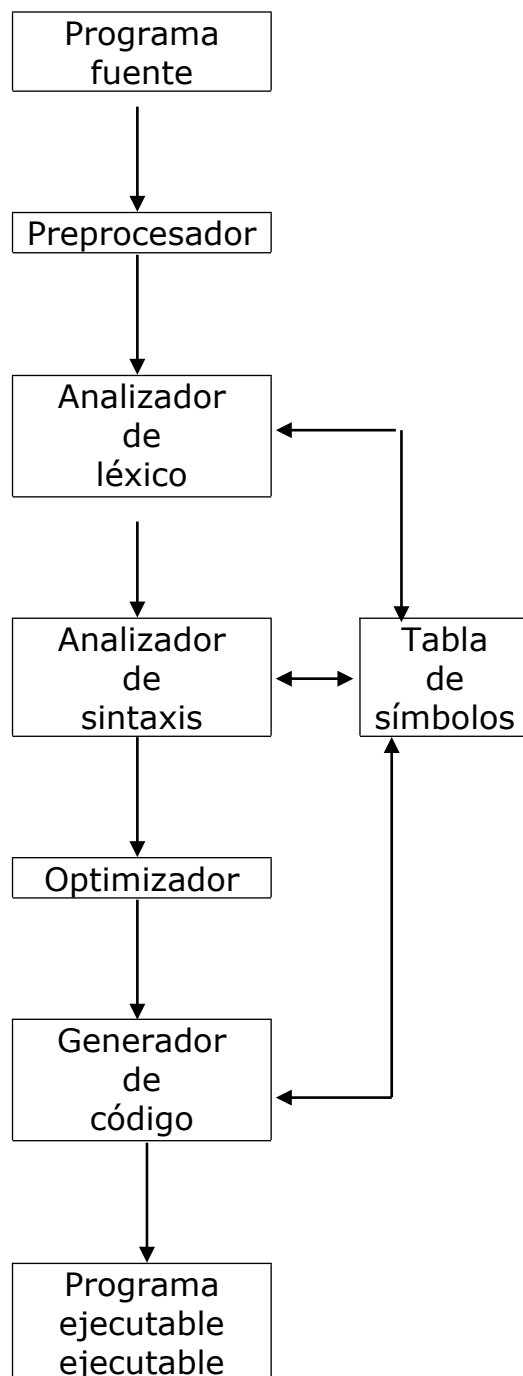 Programa
fuente
Preprocesador
Analizador
de
léxico
Analizador
de
sintaxis
Tabla
de
símbolos
Optimizador
Generador
de
código
Programa
ejecutable
ejecutable